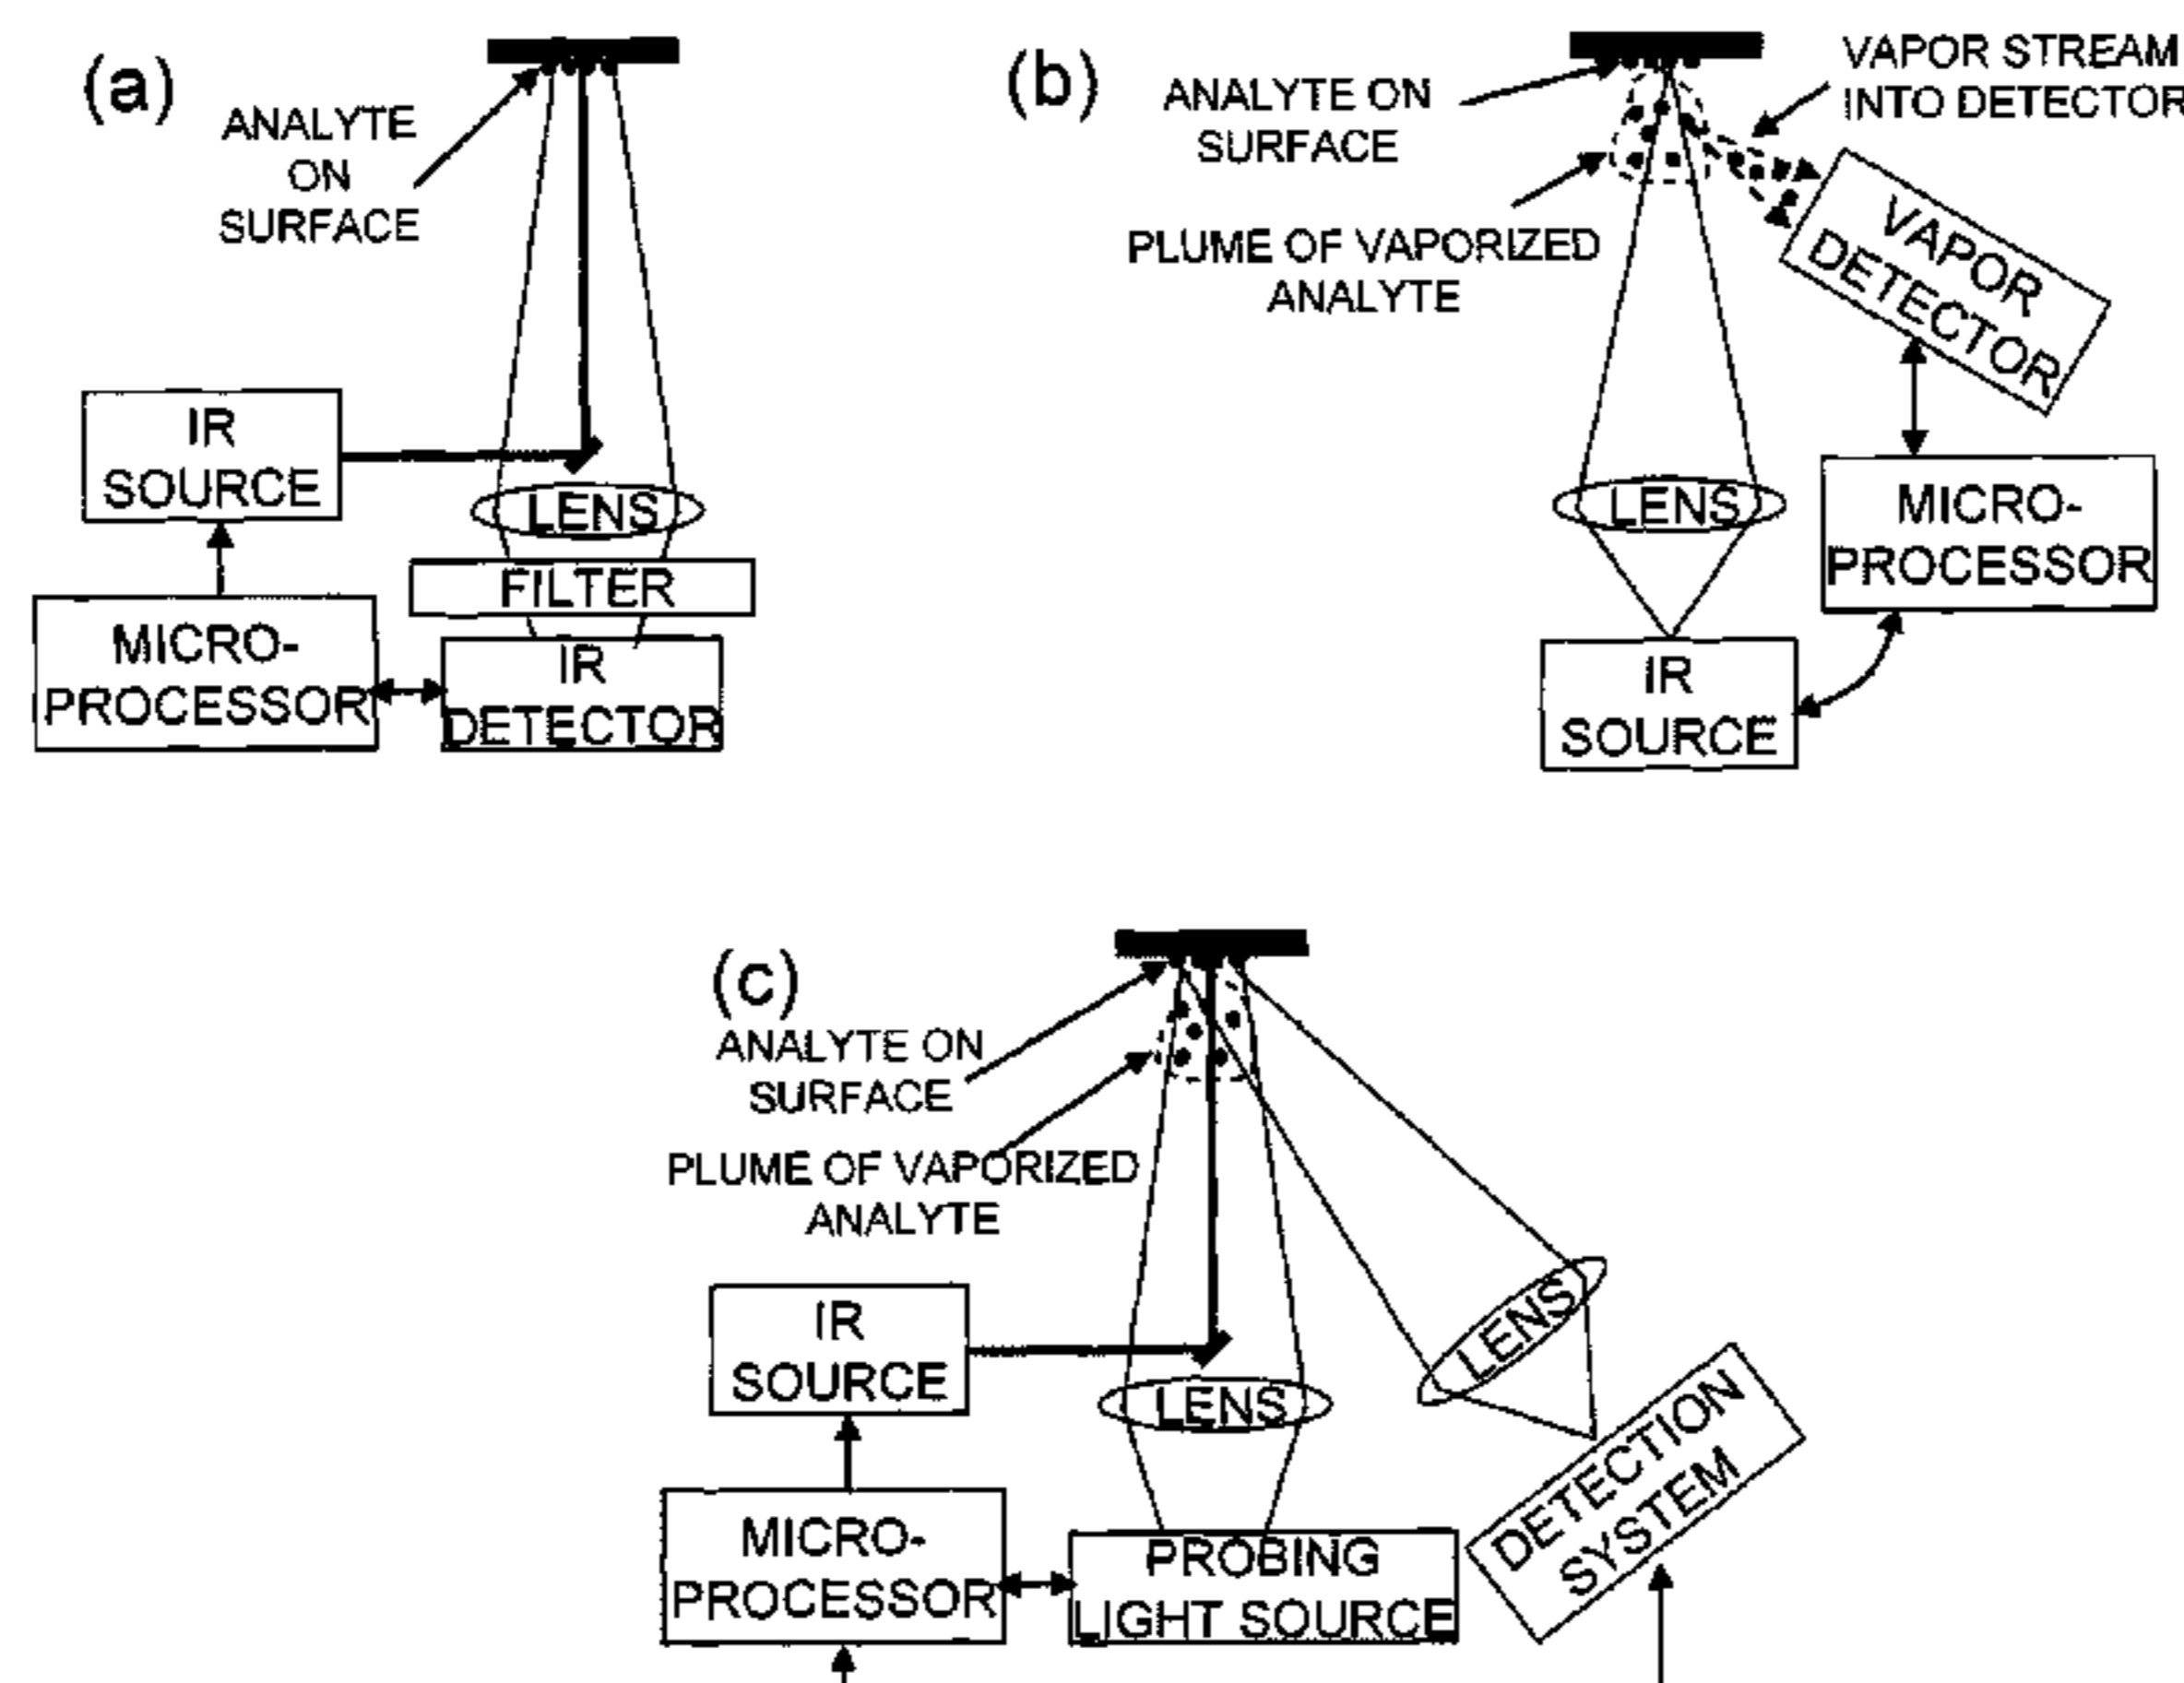 (a)
ANALYTE
ON
SURFACE
IR
SOURCE
LENS
FILTER
MICRO-
PROCESSOR
IR
DETECTOR
(b)
ANALYTE ON
SURFACE
VAPOR STREAM
INTO DETECTOR
PLUME OF VAPORIZED
ANALYTE
VAPOR
DETECTOR
LENS
MICRO-
PROCESSOR
IR
SOURCE
(c)
ANALYTE ON
SURFACE
PLUME OF VAPORIZED
ANALYTE
IR
SOURCE
LENS
LENS
MICRO-
PROCESSOR
PROBING
LIGHT SOURCE
DETECTION
SYSTEM